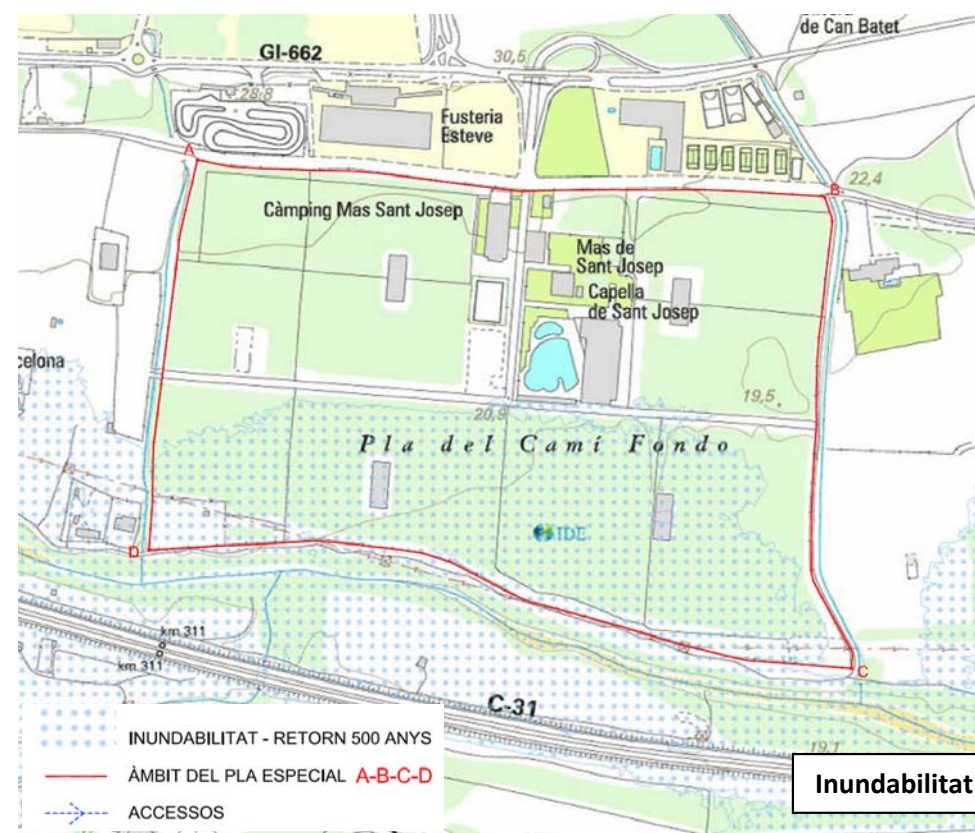 de Can Batet
GI-662
30,5
28,8
Fusteria
Esteve
A
B
22,4
Càmping Mas Sant Josep
Mas de
Sant Josep
Capella
de Sant Josep
celona
19,5
20,9
Pla del Camí Fondo
IDE
D
km 311
km 311
C
C-31
19,1
INUNDABILITAT - RETORN 500 ANYS
ÀMBIT DEL PLA ESPECIAL A-B-C-D
ACCESSOS
Inundabilitat